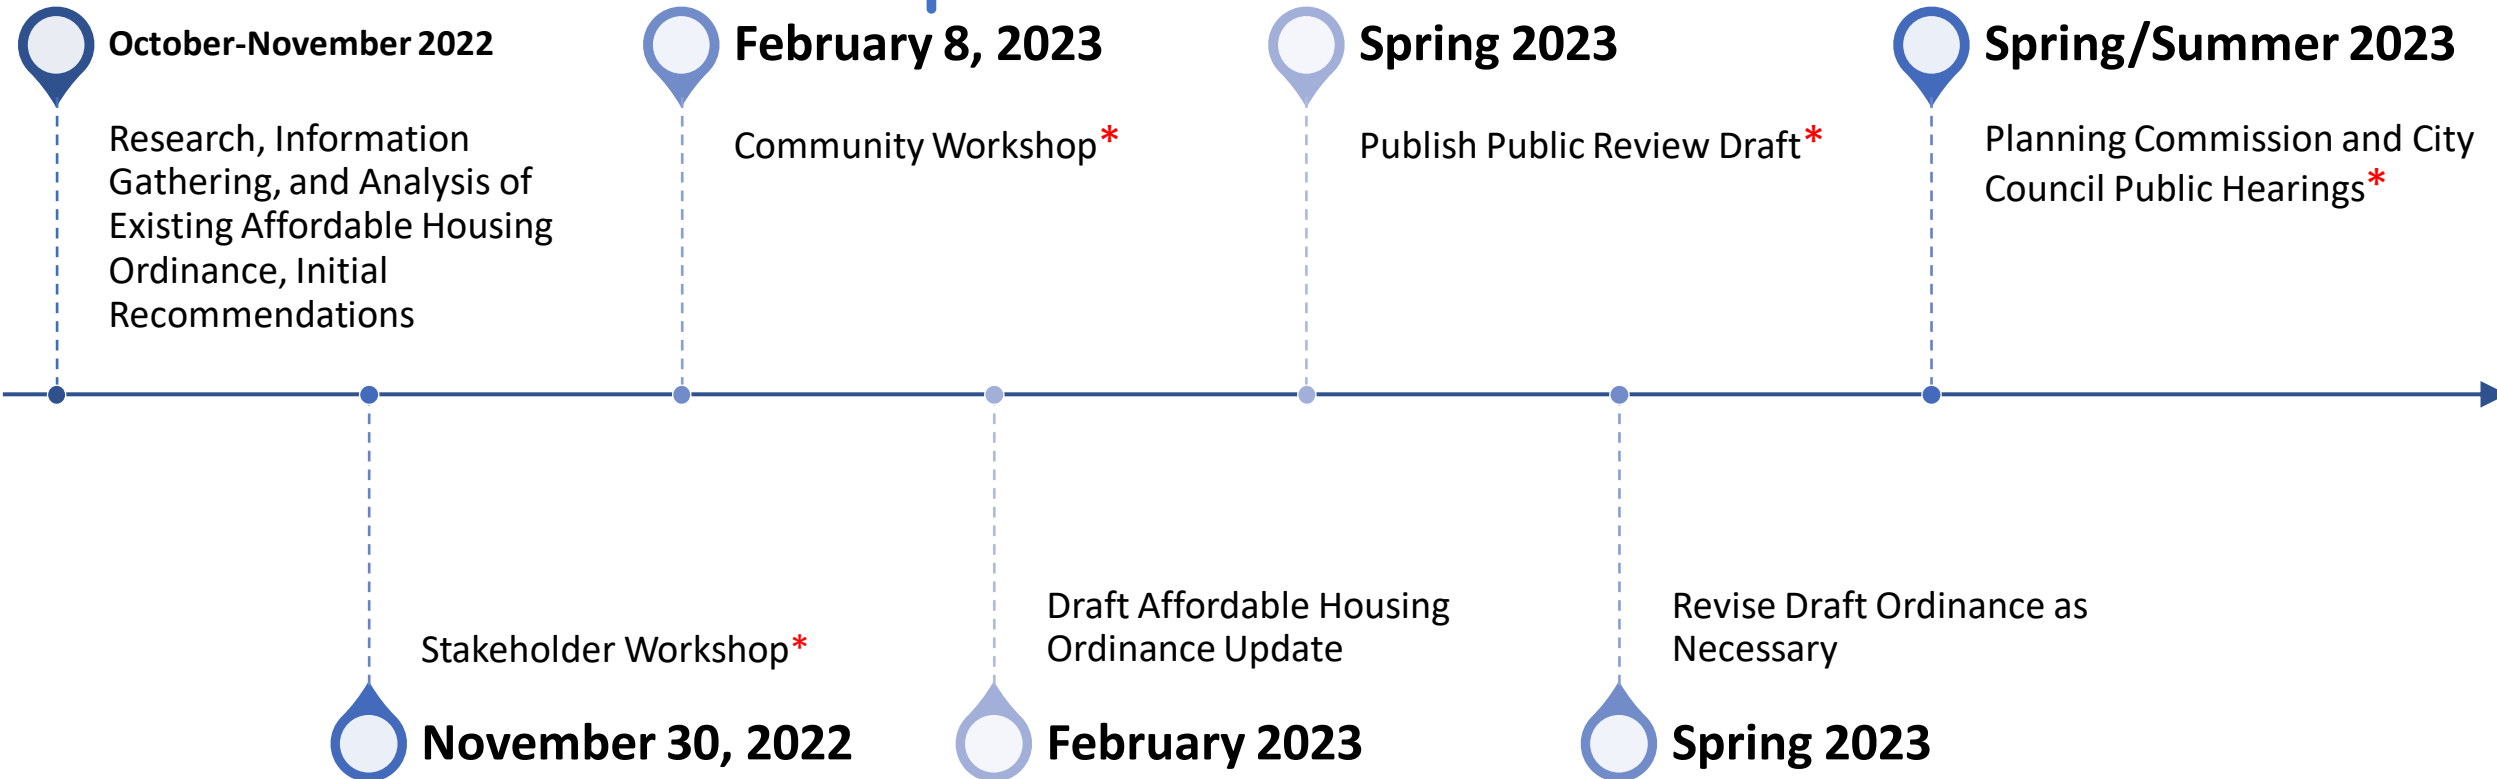 October-November 2022
Research, Information
Gathering, and Analysis of
Existing Affordable Housing
Ordinance, Initial
Recommendations
Stakeholder Workshop*
November 30, 2022
February 8, 2023
Community Workshop*
Draft Affordable Housing
Ordinance Update
February 2023
Spring 2023
Publish Public Review Draft*
Revise Draft Ordinance as
Necessary
Spring 2023
Spring/Summer 2023
Planning Commission and City
Council Public Hearings*